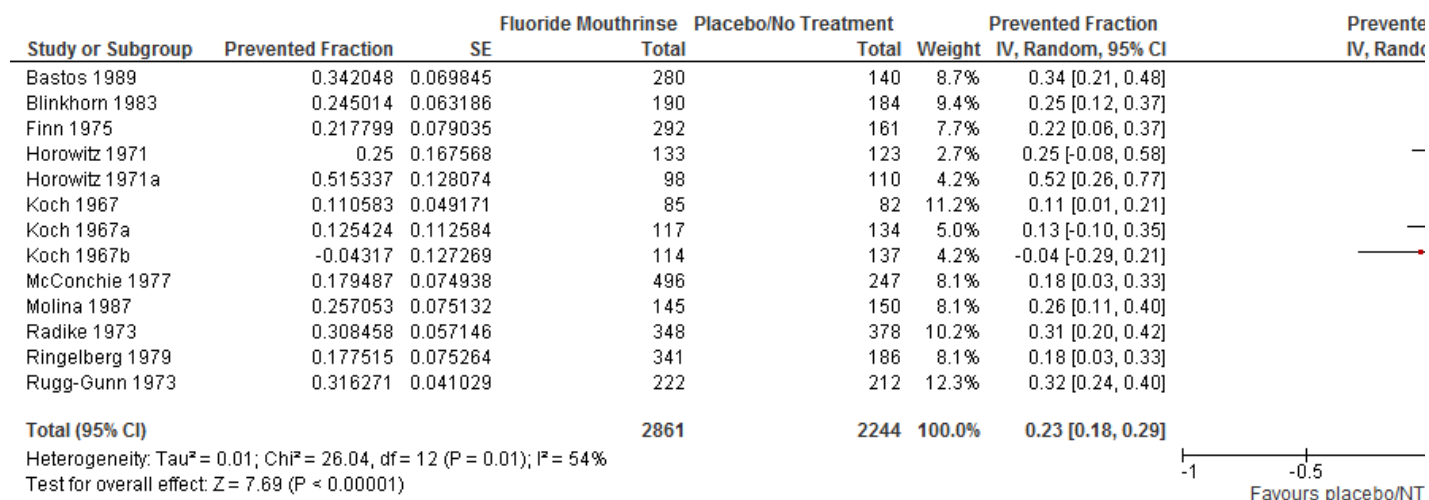 Fluoride Mouthrinse Placebo/No Treatment Prevented Fraction Prevente
Study or Subgroup Prevented Fraction SE Total Total Weight IV, Random, 95% CI IV, Rando
Bastos 1989 0.342048 0.069845 280 140 8.7% 0.34 [0.21, 0.48]
Blinkhorn 1983 0.245014 0.063186 190 184 9.4% 0.25 [0.12, 0.37]
Finn 1975 0.217799 0.079035 292 161 7.7% 0.22 [0.06, 0.37]
Horowitz 1971 0.25 0.167568 133 123 2.7% 0.25 [-0.08, 0.58]
Horowitz 1971a 0.515337 0.128074 98 110 4.2% 0.52 [0.26, 0.77]
Koch 1967 0.110583 0.049171 85 82 11.2% 0.11 [0.01, 0.21]
Koch 1967a 0.125424 0.112584 117 134 5.0% 0.13 [-0.10, 0.35]
Koch 1967b -0.04317 0.127269 114 137 4.2% -0.04 [-0.29, 0.21]
McConchie 1977 0.179487 0.074938 496 247 8.1% 0.18 [0.03, 0.33]
Molina 1987 0.257053 0.075132 145 150 8.1% 0.26 [0.11, 0.40]
Radike 1973 0.308458 0.057146 348 378 10.2% 0.31 [0.20, 0.42]
Ringelberg 1979 0.177515 0.075264 341 186 8.1% 0.18 [0.03, 0.33]
Rugg-Gunn 1973 0.316271 0.041029 222 212 12.3% 0.32 [0.24, 0.40]
Total (95% CI) 2861 2244 100.0% 0.23 [0.18, 0.29]
Heterogeneity: Tau² = 0.01; Chi² = 26.04, df = 12 (P = 0.01); I² = 54%
Test for overall effect: Z = 7.69 (P < 0.00001)
-1 -0.5
Favours placebo/NT